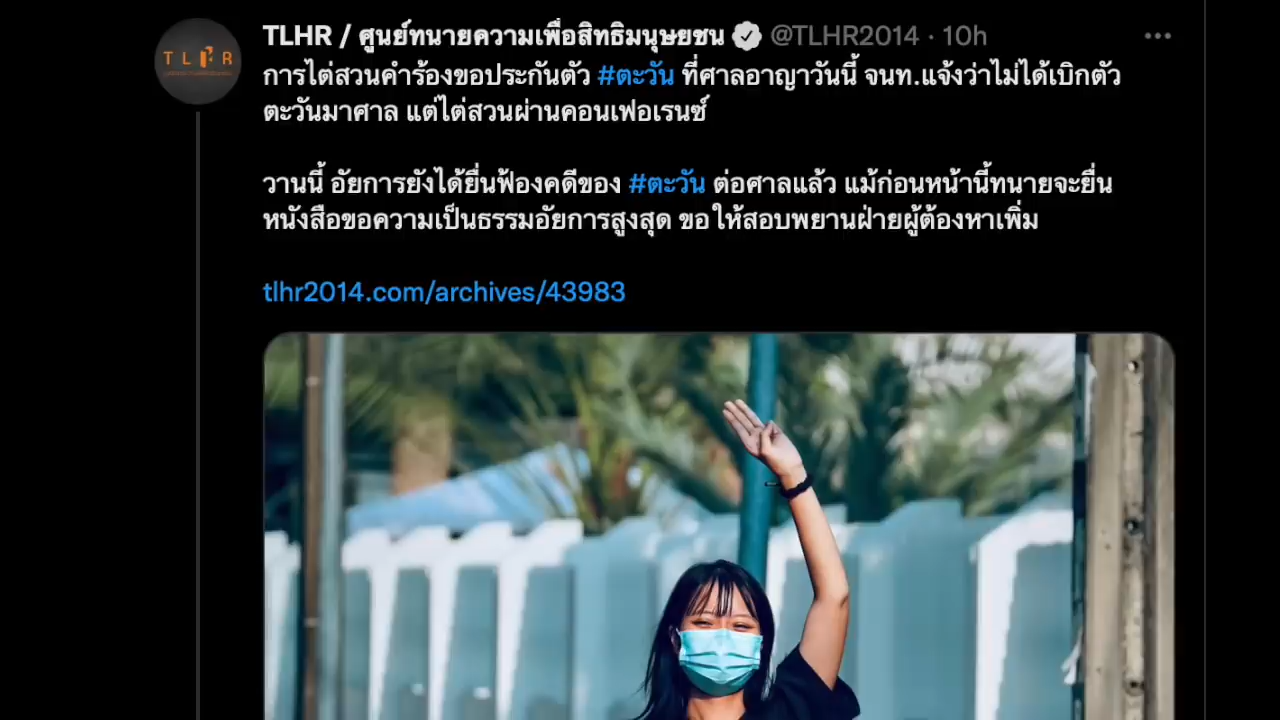 TLHR / ศูนย์ทนายความเพื่อสิทธิมนุษยชน @TLHR2014 · 10h
TLHR
การไต่สวนคำร้องขอประกันตัว #ตะวัน ที่ศาลอาญาวันนี้ จนท.แจ้งว่าไม่ได้เบิกตัว
ตะวันมาศาล แต่ไต่สวนผ่านคอนเฟอเรนซ์
วานนี้ อัยการยังได้ยื่นฟ้องคดีของ #ตะวัน ต่อศาลแล้ว แม้ก่อนหน้านี้ทนายจะยื่น
หนังสือขอความเป็นธรรมอัยการสูงสุด ขอให้สอบพยานฝ่ายผู้ต้องหาเพิ่ม
tlhr2014.com/archives/43983